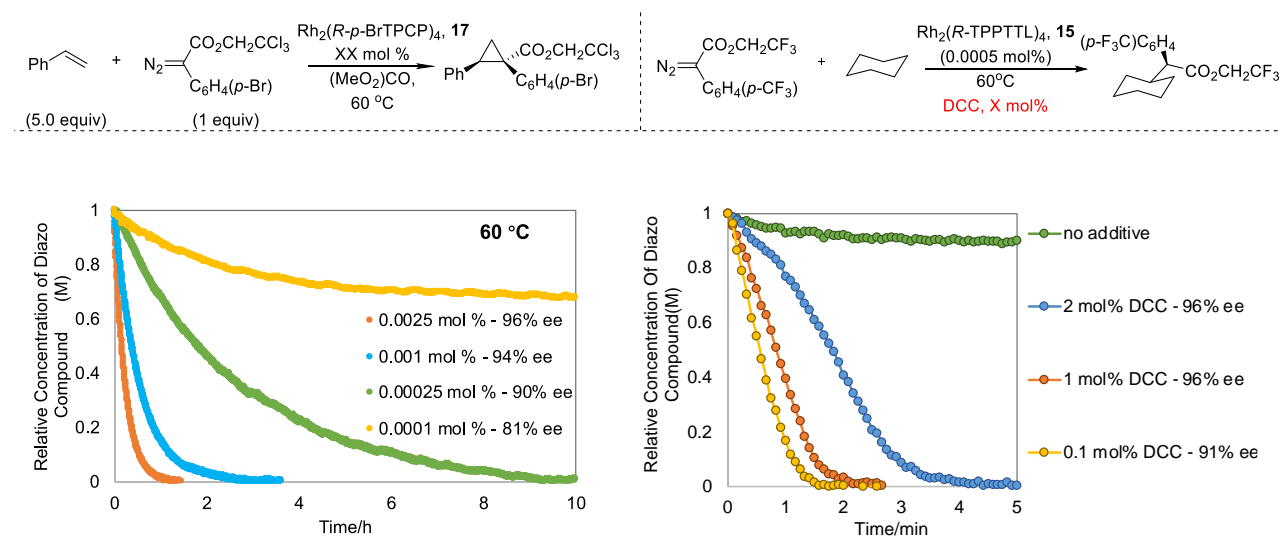 Rh2(R-p-BrTPCP)4, 17
XX mol %
(MeO2)CO,
60 °C
Ph
+
N2
CO2CH2CCl3
C6H4(p-Br)
(5.0 equiv)
(1 equiv)
Ph
CO2CH2CCl3
C6H4(p-Br)
Rh2(R-TPPTTL)4, 15
(0.0005 mol%)
60°C
DCC, X mol%
CO2CH2CF3
N2
C6H4(p-CF3)
+
(p-F3C)C6H4
CO2CH2CF3
60 °C
Relative Concentration of Diazo
Compound
(M)
1
0.8
0.6
0.4
0.2
0
0
2
4
6
8
10
Time/h
0.0025 mol % - 96% ee
0.001 mol % - 94% ee
0.00025 mol % - 90% ee
0.0001 mol % - 81% ee
Relative Concentration Of Diazo
Compound(M)
1
0.8
0.6
0.4
0.2
0
0
1
2
3
4
5
Time/min
no additive
2 mol% DCC - 96% ee
1 mol% DCC - 96% ee
0.1 mol% DCC - 91% ee